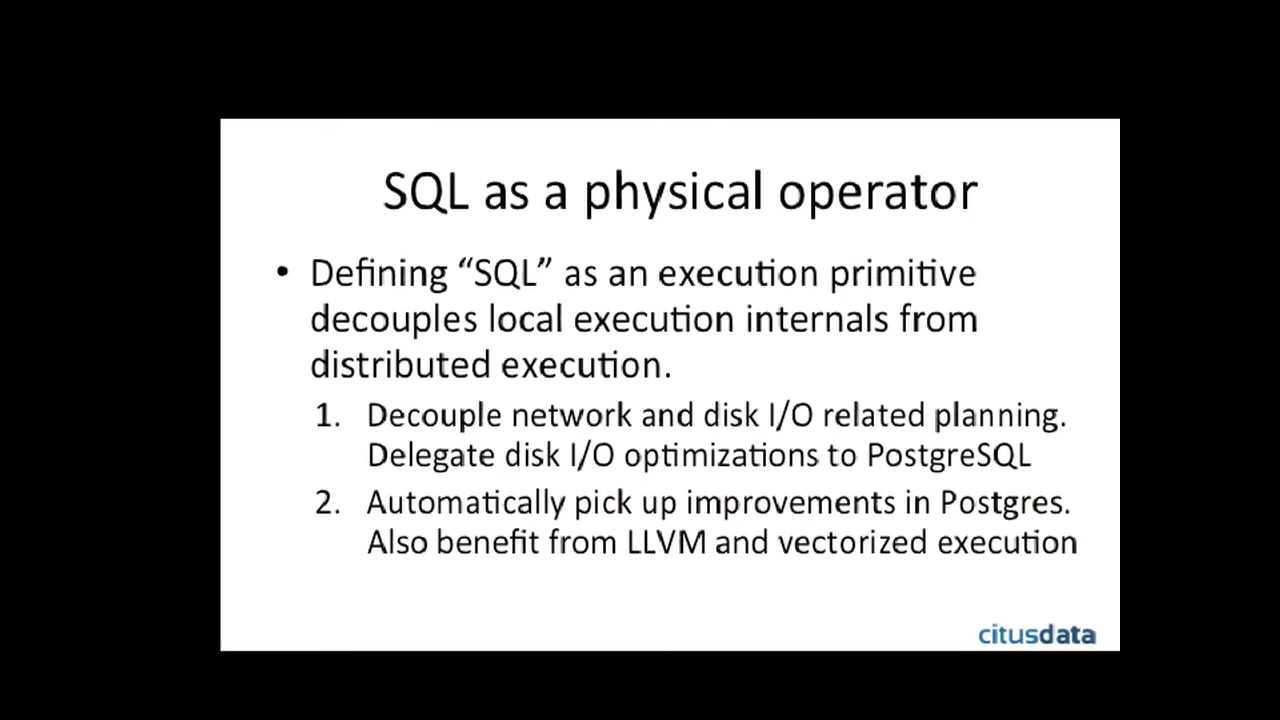 SQL as a physical operator
• Defining “SQL” as an execution primitive
decouples local execution internals from
distributed execution.
1. Decouple network and disk I/O related planning.
Delegate disk I/O optimizations to PostgreSQL
2. Automatically pick up improvements in Postgres.
Also benefit from LLVM and vectorized execution
citusdata